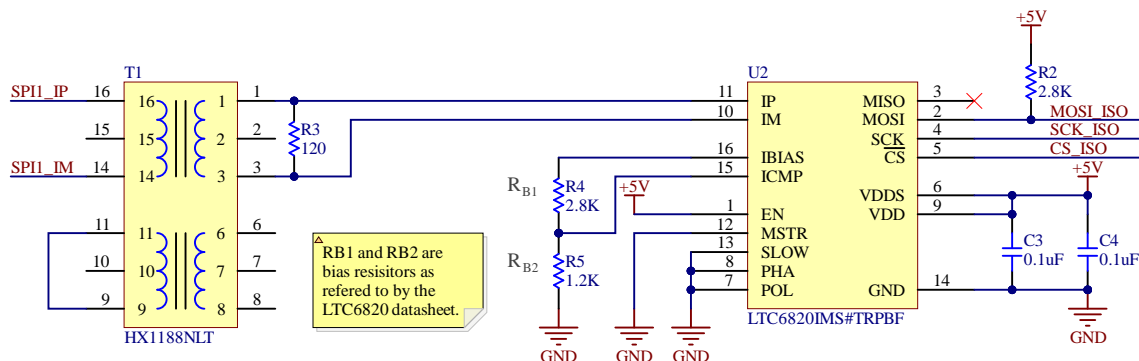 T1
SPI1_IP
16
16
1
1
15
15
2
2
SPI1_IM
14
14
3
3
R3
120
11
11
6
6
10
10
7
7
9
9
8
8
HX1188NLT
RB1 and RB2 are
bias resisitors as
refered to by the
LTC6820 datasheet.
RB1
R4
2.8K
RB2
R5
1.2K
GND
+5V
GND
GND
U2
11
IP
10
IM
16
IBIAS
15
ICMP
1
EN
12
MSTR
13
SLOW
8
PHA
7
POL
MISO
3
MOSI
2
SCK
4
CS
5
VDDS
6
VDD
9
GND
14
LTC6820IMS#TRPBF
+5V
R2
2.8K
MOSI_ISO
SCK_ISO
CS_ISO
+5V
C3
0.1uF
C4
0.1uF
GND